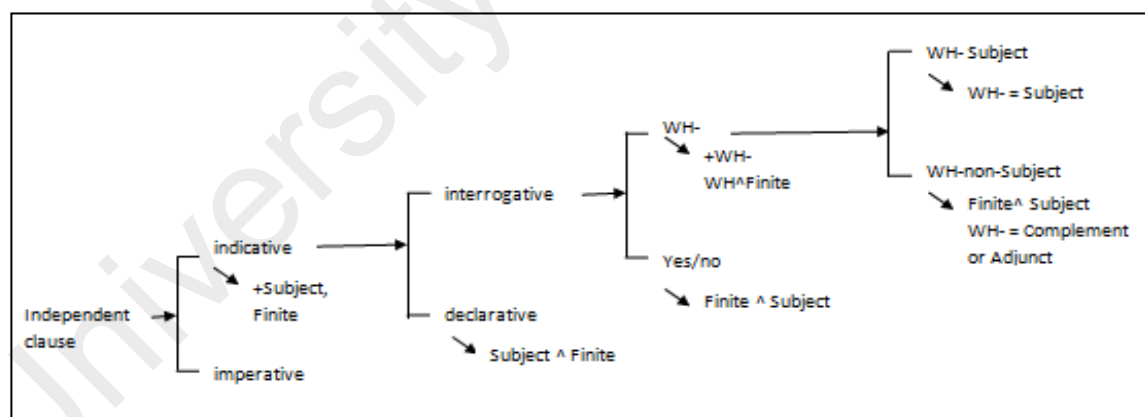 WH- Subject
WH- = Subject
WH-
+WH-
WH^Finite
WH-non-Subject
Finite^ Subject
WH- = Complement
or Adjunct
interrogative
indicative
+Subject,
Finite
Yes/no
Finite ^ Subject
Independent
clause
declarative
Subject ^ Finite
imperative
University